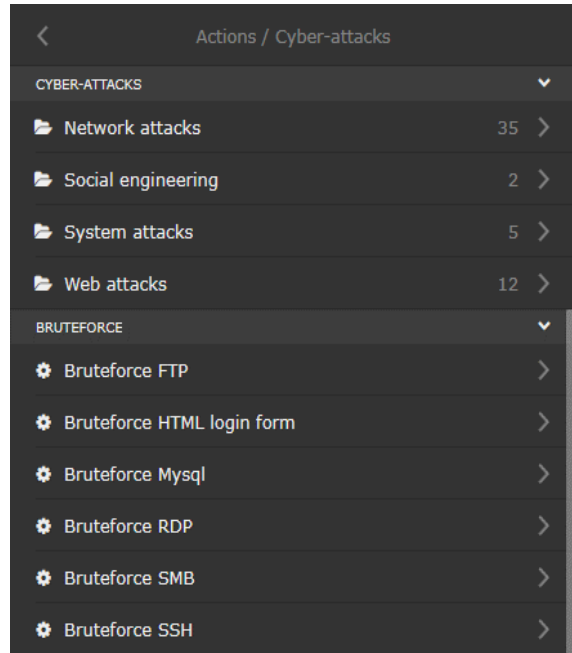 Actions / Cyber-attacks
CYBER-ATTACKS
Network attacks 35
Social engineering 2
System attacks 5
Web attacks 12
BRUTEFORCE
Bruteforce FTP
Bruteforce HTML login form
Bruteforce Mysql
Bruteforce RDP
Bruteforce SMB
Bruteforce SSH